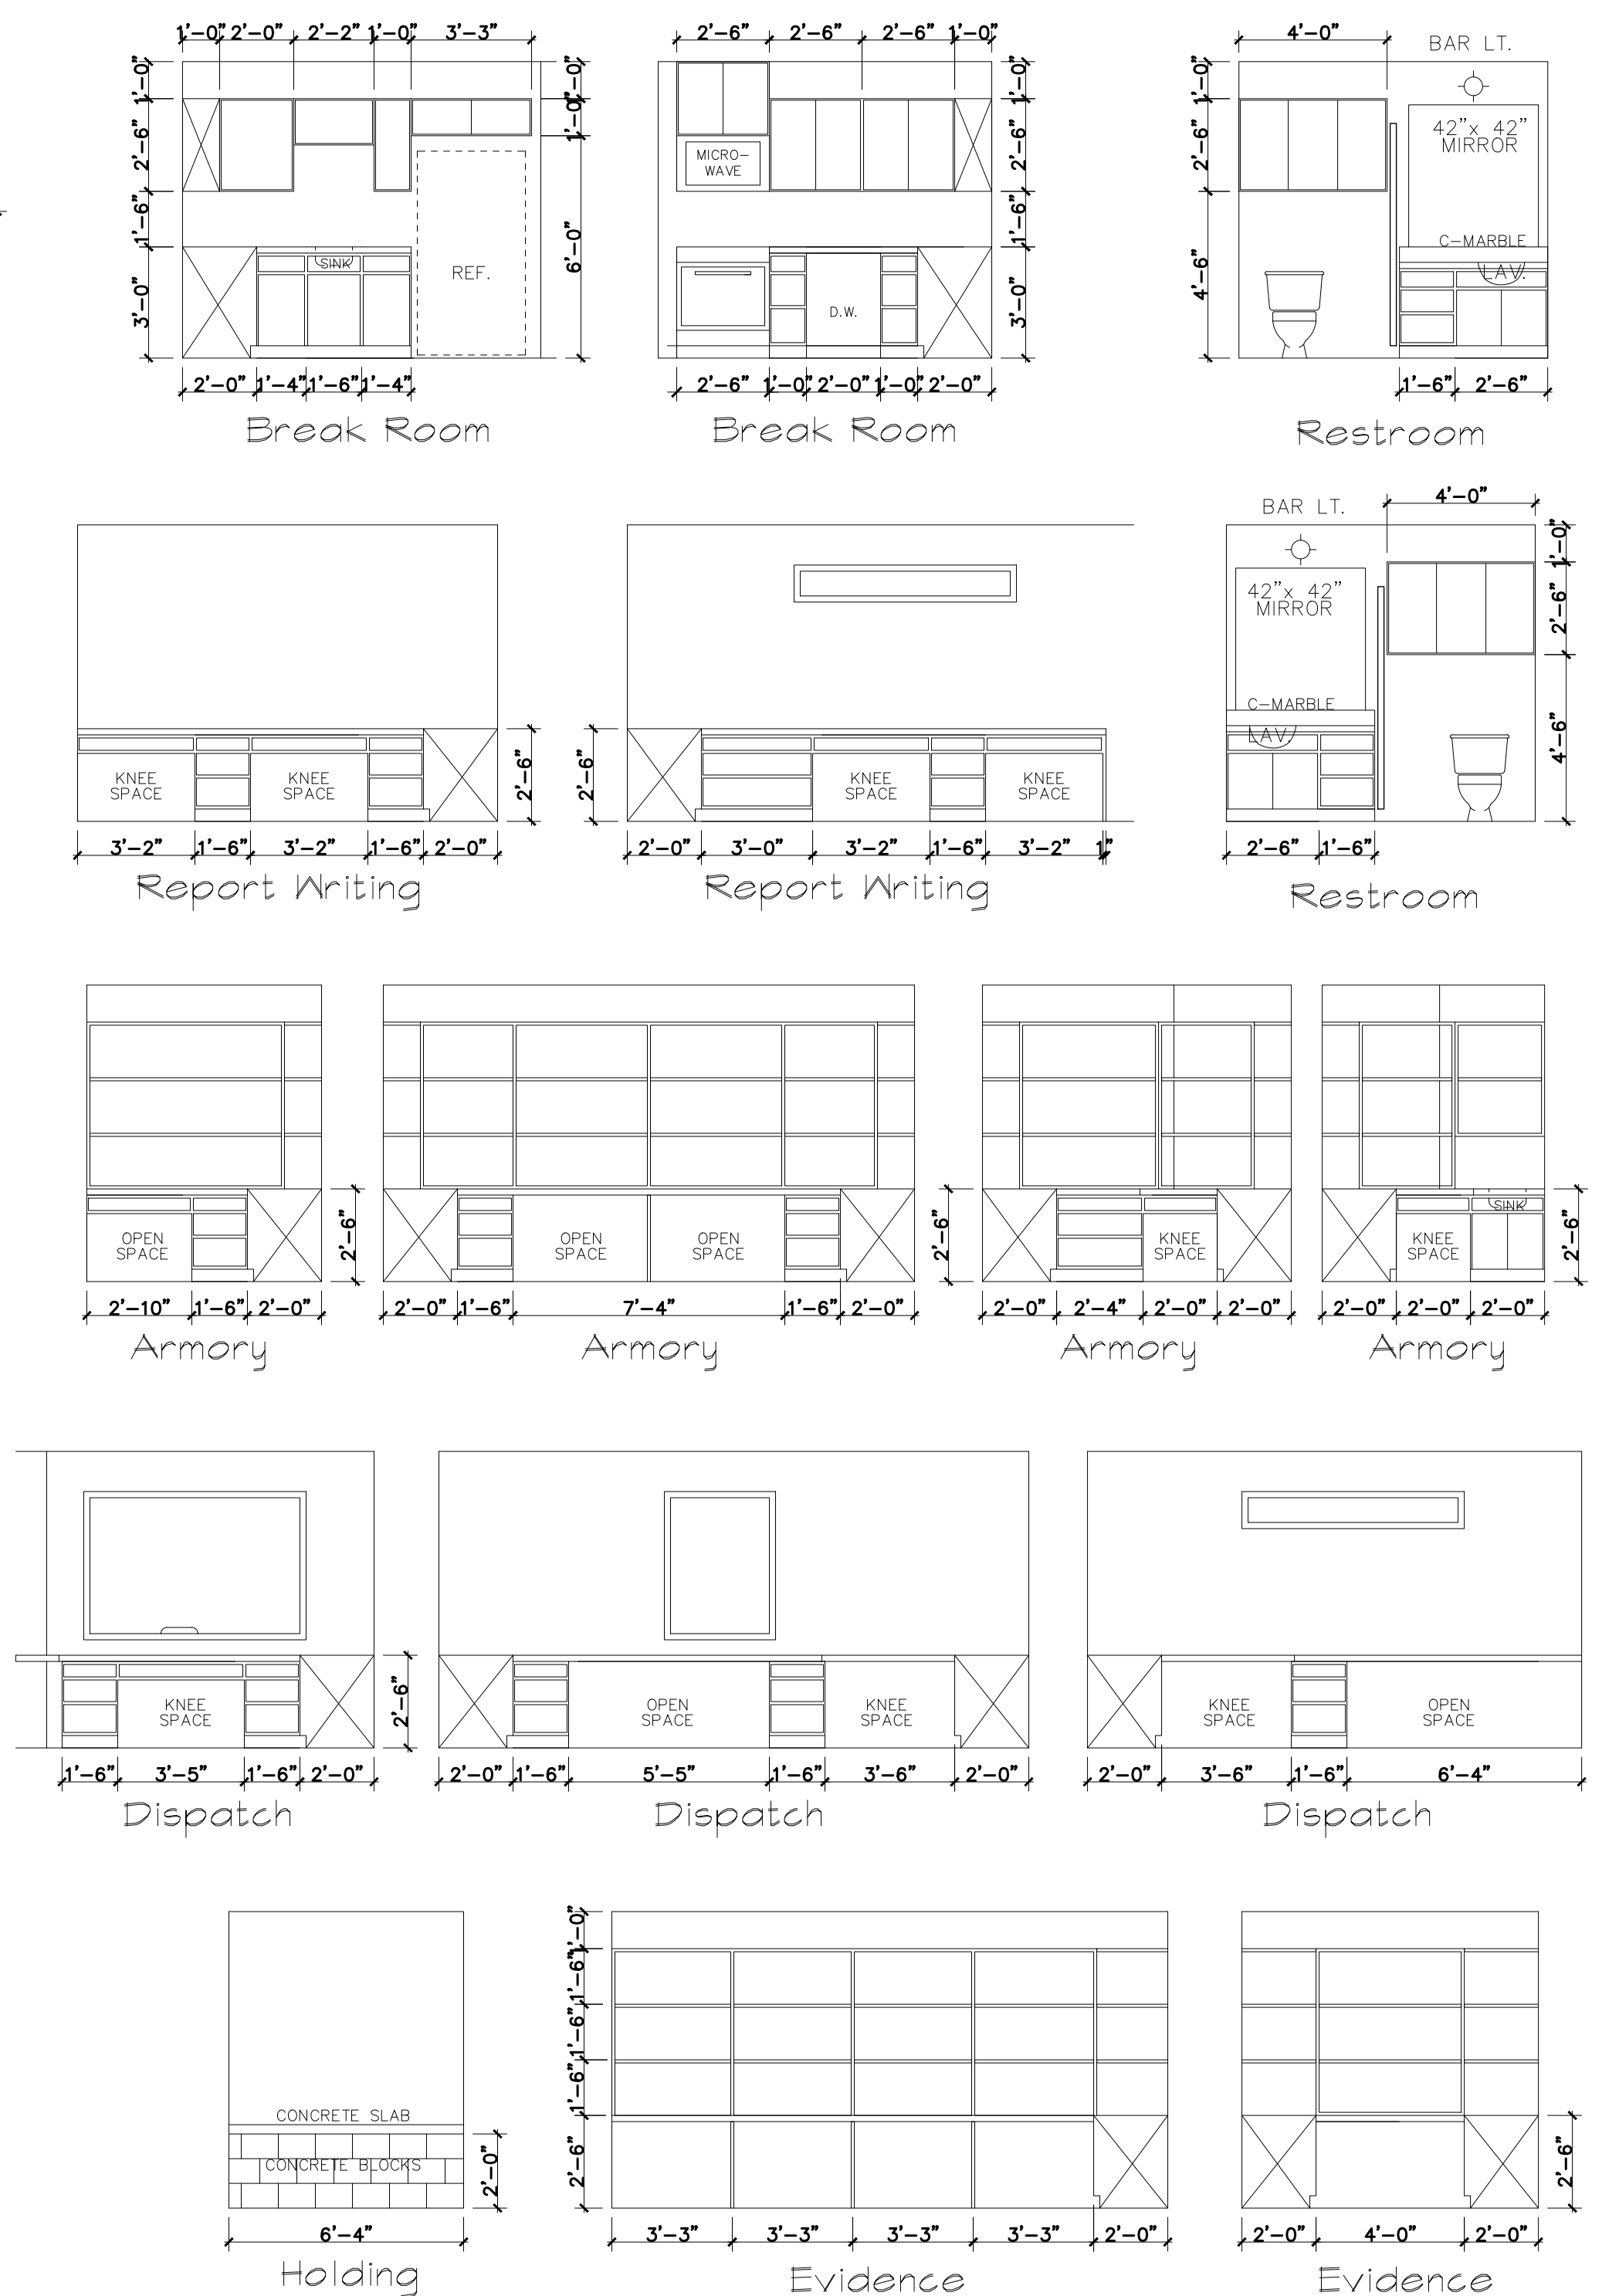 1'-0" 2'-0" 2'-2" 1'-0" 3'-3"
1'-0"
2'-6"
1'-6"
3'-0"
1'-0"
1'-0"
6'-0"
SINK
REF.
2'-0" 1'-4" 1'-6" 1'-4"
Break Room
2'-6" 2'-6" 2'-6" 1'-0"
MICRO-
WAVE
D.W.
1'-0"
2'-6"
1'-6"
3'-0"
2'-6" 1'-0" 2'-0" 1'-0" 2'-0"
Break Room
4'-0"
BAR LT.
1'-0"
2'-6"
4'-6"
42"x 42"
MIRROR
C-MARBLE
LAV.
1'-6" 2'-6"
Restroom
KNEE
SPACE
KNEE
SPACE
2'-6"
3'-2" 1'-6" 3'-2" 1'-6" 2'-0"
Report Writing
2'-6"
KNEE
SPACE
KNEE
SPACE
2'-0" 3'-0" 3'-2" 1'-6" 3'-2" 1"
Report Writing
BAR LT.
4'-0"
42"x 42"
MIRROR
C-MARBLE
LAV.
1'-0"
2'-6"
4'-6"
2'-6" 1'-6"
Restroom
OPEN
SPACE
2'-6"
2'-10" 1'-6" 2'-0"
Armory
OPEN
SPACE
OPEN
SPACE
2'-0" 1'-6" 7'-4" 1'-6" 2'-0"
Armory
2'-6"
KNEE
SPACE
2'-0" 2'-4" 2'-0" 2'-0"
Armory
SINK
KNEE
SPACE
2'-6"
2'-0" 2'-0" 2'-0"
Armory
KNEE
SPACE
2'-6"
1'-6" 3'-5" 1'-6" 2'-0"
Dispatch
OPEN
SPACE
KNEE
SPACE
2'-0" 1'-6" 5'-5" 1'-6" 3'-6" 2'-0"
Dispatch
KNEE
SPACE
OPEN
SPACE
2'-0" 3'-6" 1'-6" 6'-4"
Dispatch
CONCRETE SLAB
CONCRETE BLOCKS
2'-0"
6'-4"
Holding
1'-0"
1'-6"
1'-6"
1'-6"
2'-6"
3'-3" 3'-3" 3'-3" 3'-3" 2'-0"
Evidence
2'-6"
2'-0" 4'-0" 2'-0"
Evidence